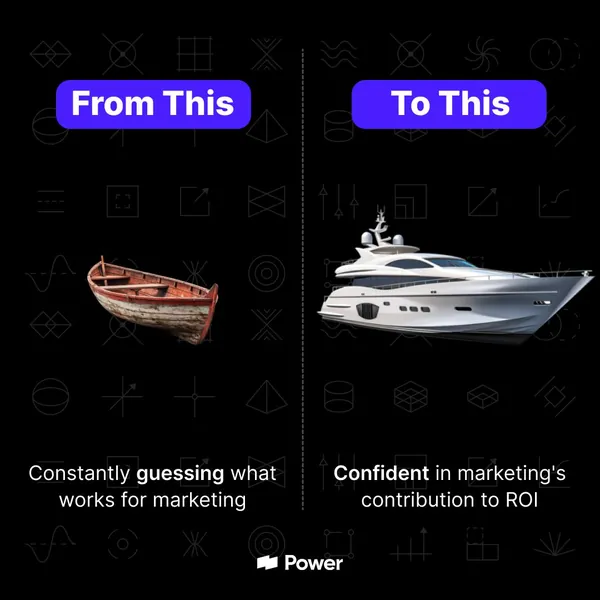 From This
To This
Constantly guessing what
works for marketing
Confident in marketing's
contribution to ROI
Power